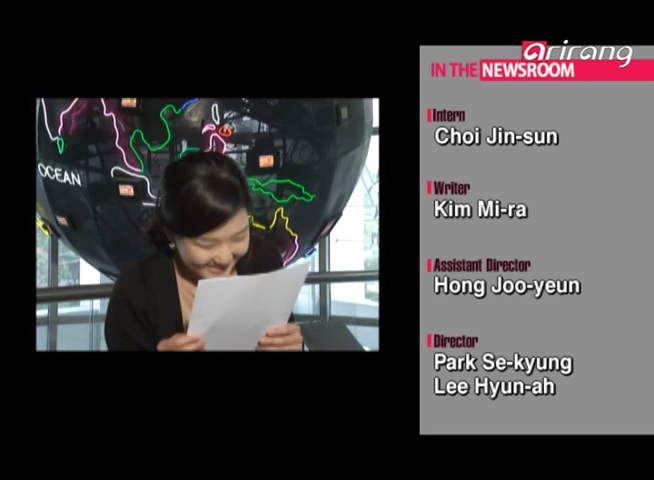 arirang
IN THE NEWSROOM
OCEAN
Intern
Choi Jin-sun
Writer
Kim Mi-ra
Assistant Director
Hong Joo-yeun
Director
Park Se-kyung
Lee Hyun-ah